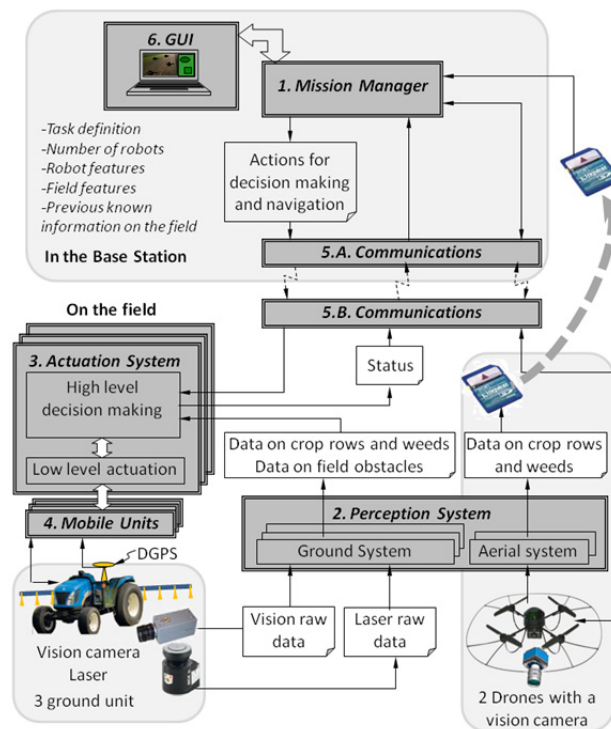 6. GUI
1. Mission Manager
-Task definition
-Number of robots
-Robot features
-Field features
-Previous known
information on the field
In the Base Station
Actions for
decision making
and navigation
5.A. Communications
5.B. Communications
On the field
3. Actuation System
High level
decision making
Low level actuation
4. Mobile Units
Status
Data on crop rows and weeds
Data on field obstacles
Data on crop rows
and weeds
2. Perception System
Ground System
Aerial system
DGPS
Vision camera
Laser
3 ground unit
Vision raw
data
Laser raw
data
2 Drones with a
vision camera